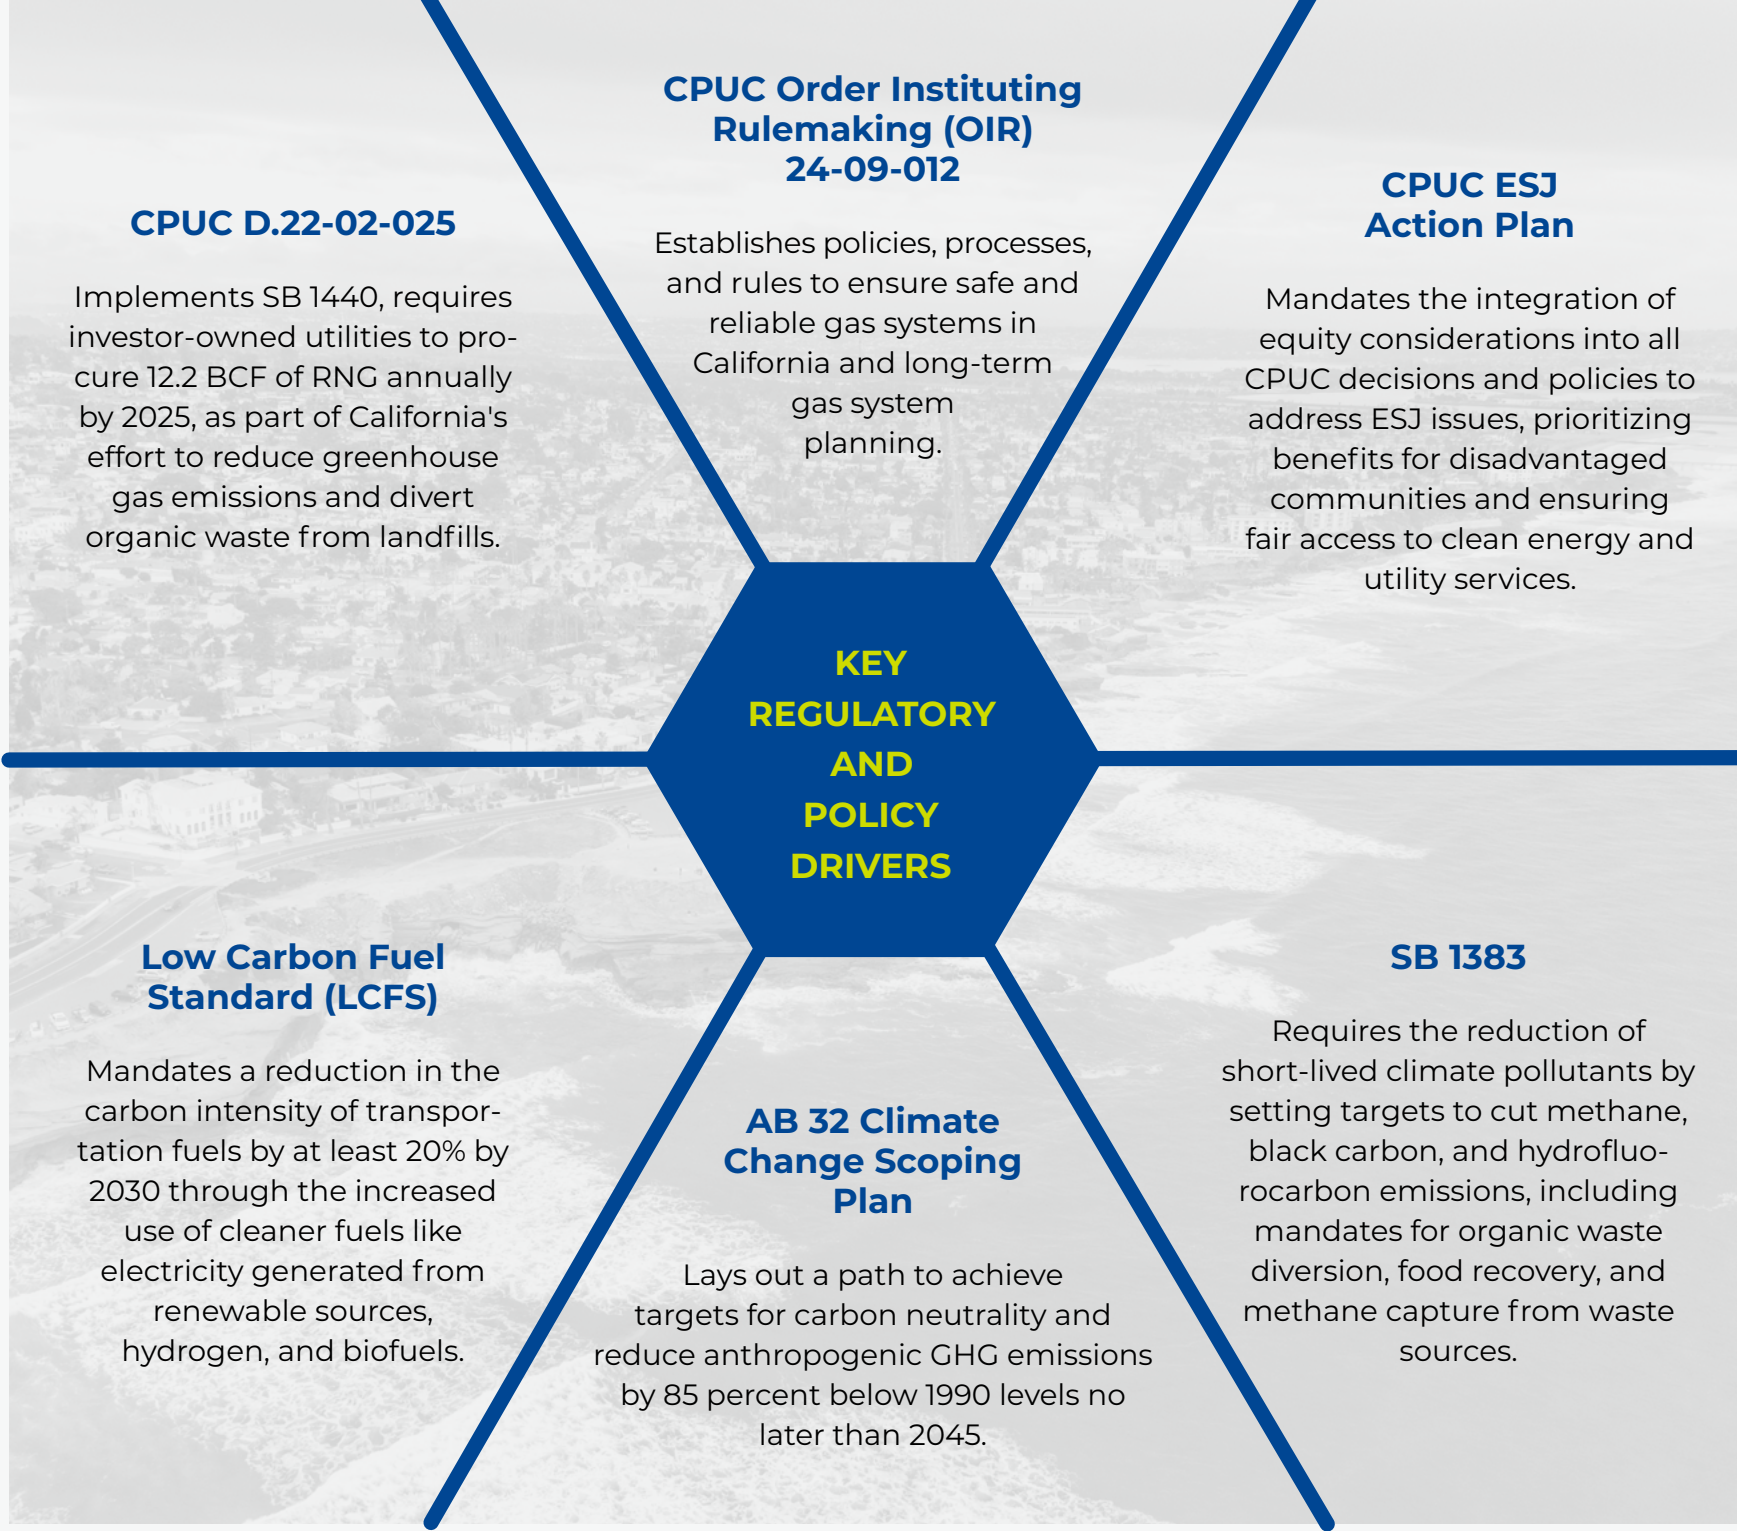 CPUC D.22-02-025
Implements SB 1440, requires
investor-owned utilities to pro-
cure 12.2 BCF of RNG annually
by 2025, as part of California's
effort to reduce greenhouse
gas emissions and divert
organic waste from landfills.
CPUC Order Instituting
Rulemaking (OIR)
24-09-012
Establishes policies, processes,
and rules to ensure safe and
reliable gas systems in
California and long-term
gas system
planning.
CPUC ESJ
Action Plan
Mandates the integration of
equity considerations into all
CPUC decisions and policies to
address ESJ issues, prioritizing
benefits for disadvantaged
communities and ensuring
fair access to clean energy and
utility services.
KEY
REGULATORY
AND
POLICY
DRIVERS
Low Carbon Fuel
Standard (LCFS)
Mandates a reduction in the
carbon intensity of transpor-
tation fuels by at least 20% by
2030 through the increased
use of cleaner fuels like
electricity generated from
renewable sources,
hydrogen, and biofuels.
AB 32 Climate
Change Scoping
Plan
Lays out a path to achieve
targets for carbon neutrality and
reduce anthropogenic GHG emissions
by 85 percent below 1990 levels no
later than 2045.
SB 1383
Requires the reduction of
short-lived climate pollutants by
setting targets to cut methane,
black carbon, and hydrofluo-
rocarbon emissions, including
mandates for organic waste
diversion, food recovery, and
methane capture from waste
sources.